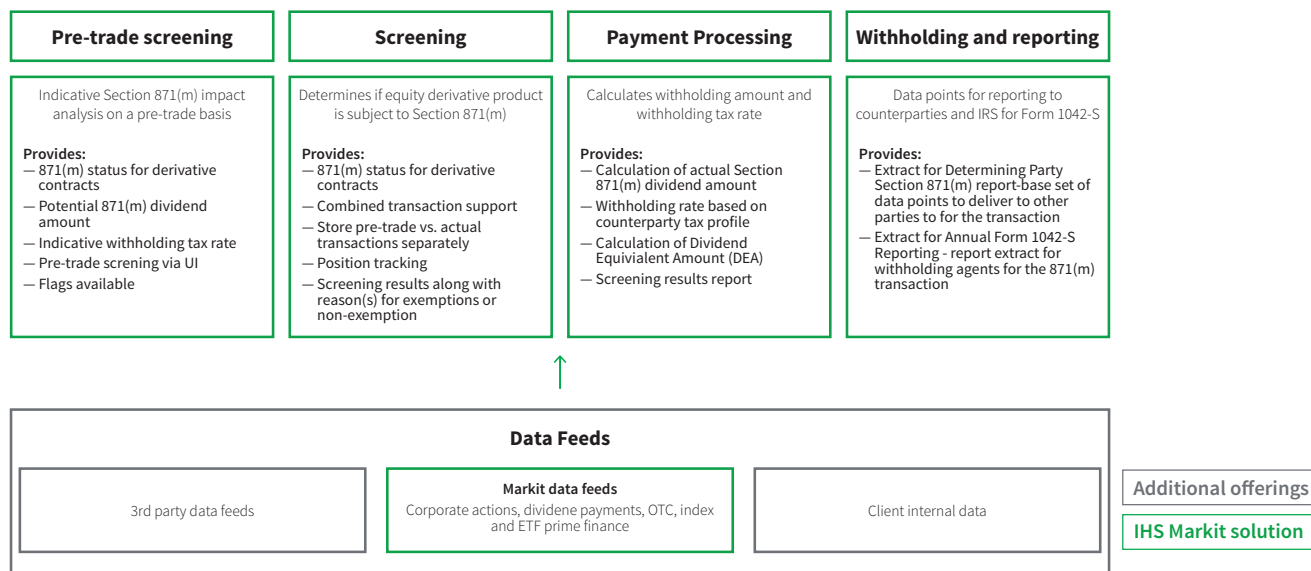 Pre-trade screening
Indicative Section 871(m) impact
analysis on a pre-trade basis
Provides:
— 871(m) status for derivative
contracts
— Potential 871(m) dividend
amount
— Indicative withholding tax rate
— Pre-trade screning via UI
— Flags available
Screening
Determines if equity derivative product
is subject to Section 871(m)
Provides:
— 871(m) status for derivative
contracts
— Combined transaction support
— Store pre-trade vs. actual
transactions separately
— Position tracking
— Screening results along with
reason(s) for exemptions or
non-exemption
Payment Processing
Calculates withholding amount and
withholding tax rate
Provides:
— Calculation of actual Section
871(m) dividend amount
— Withholding rate based on
counterparty tax profile
— Calculation of Dividend
Equivialent Amount (DEA)
— Screening results report
Withholding and reporting
Data points for reporting to
counterparties and IRS for Form 1042-S
Provides:
— Extract for Determining Party
Section 871(m) report-base set of
data points to deliver to other
parties to for the transaction
— Extract for Annual Form 1042-S
Reporting - report extract for
withholding agents for the 871(m)
transaction
Data Feeds
3rd party data feeds
Markit data feeds
Corporate actions, dividene payments, OTC, index
and ETF prime finance
Client internal data
Additional offerings
IHS Markit solution